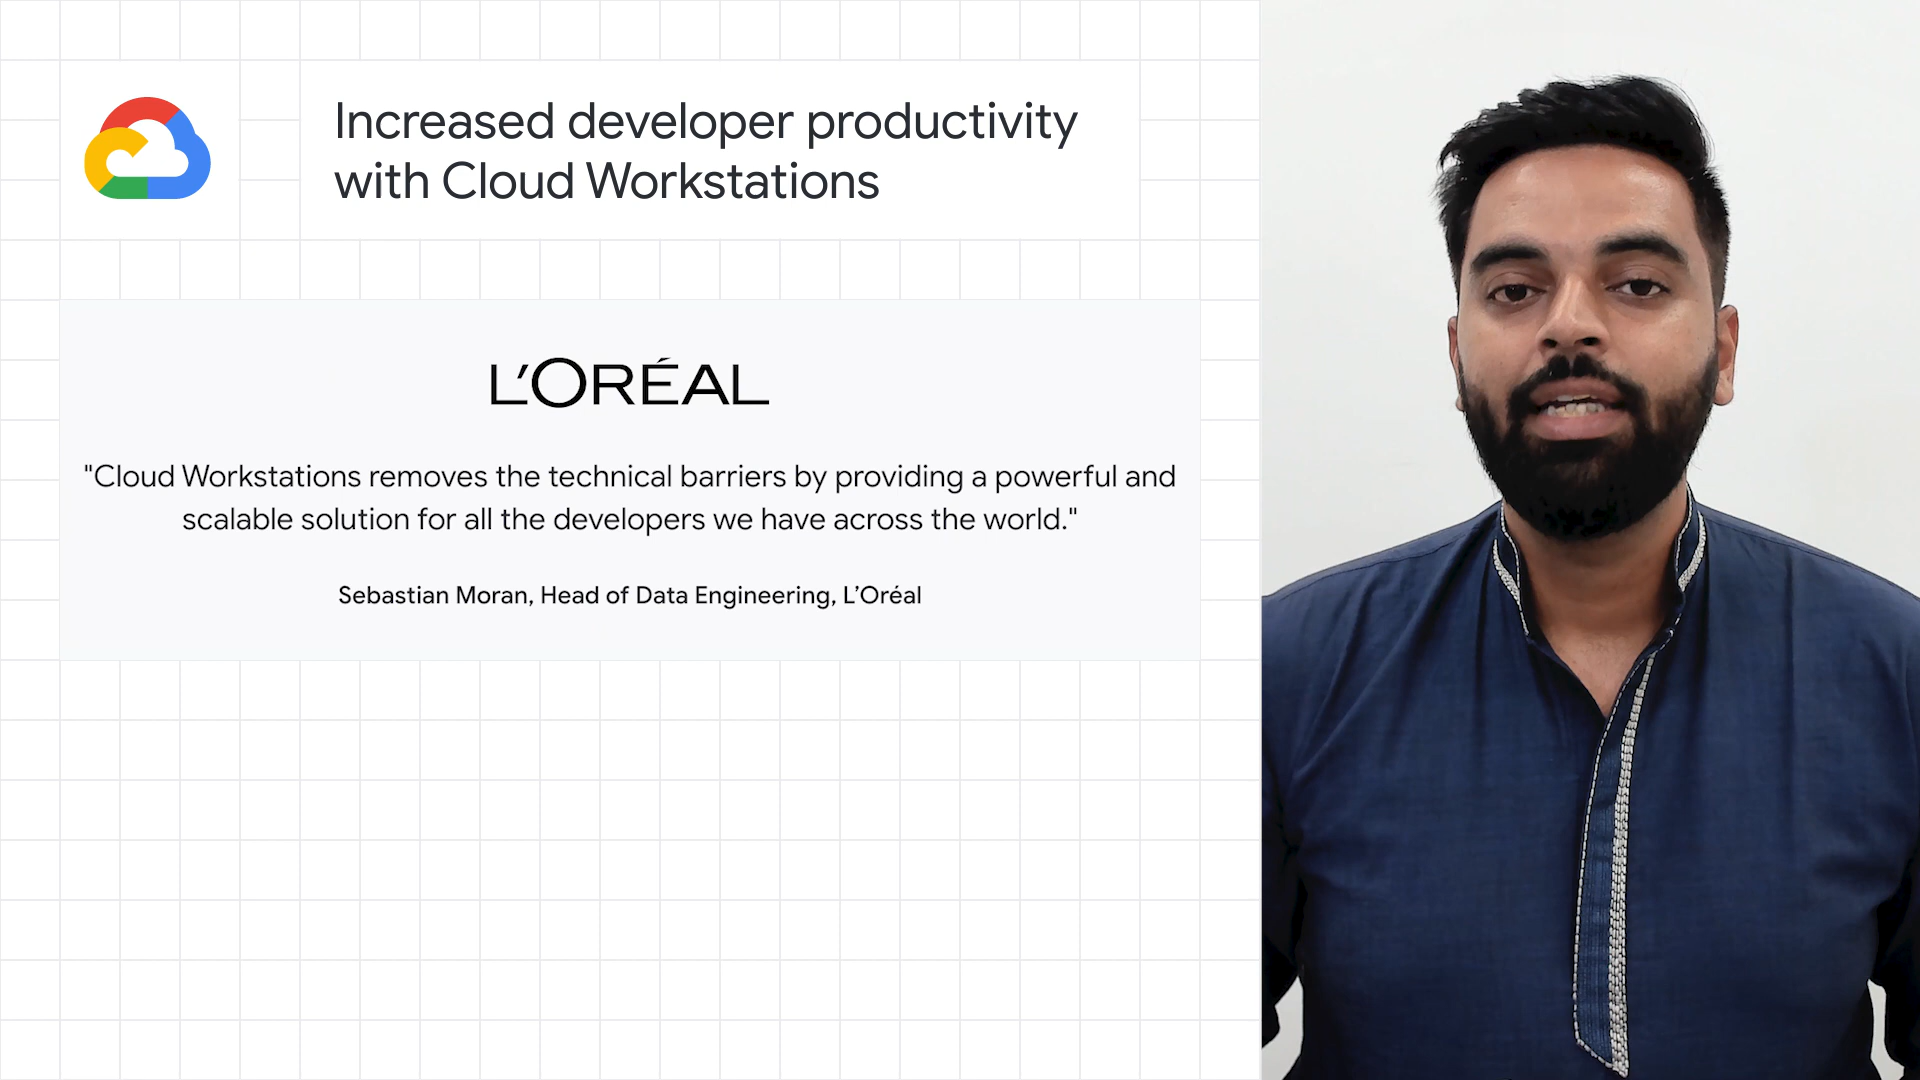 Increased developer productivity
with Cloud Workstations
L'ORÉAL
"Cloud Workstations removes the technical barriers by providing a powerful and
scalable solution for all the developers we have across the world."
Sebastian Moran, Head of Data Engineering, L’Oréal